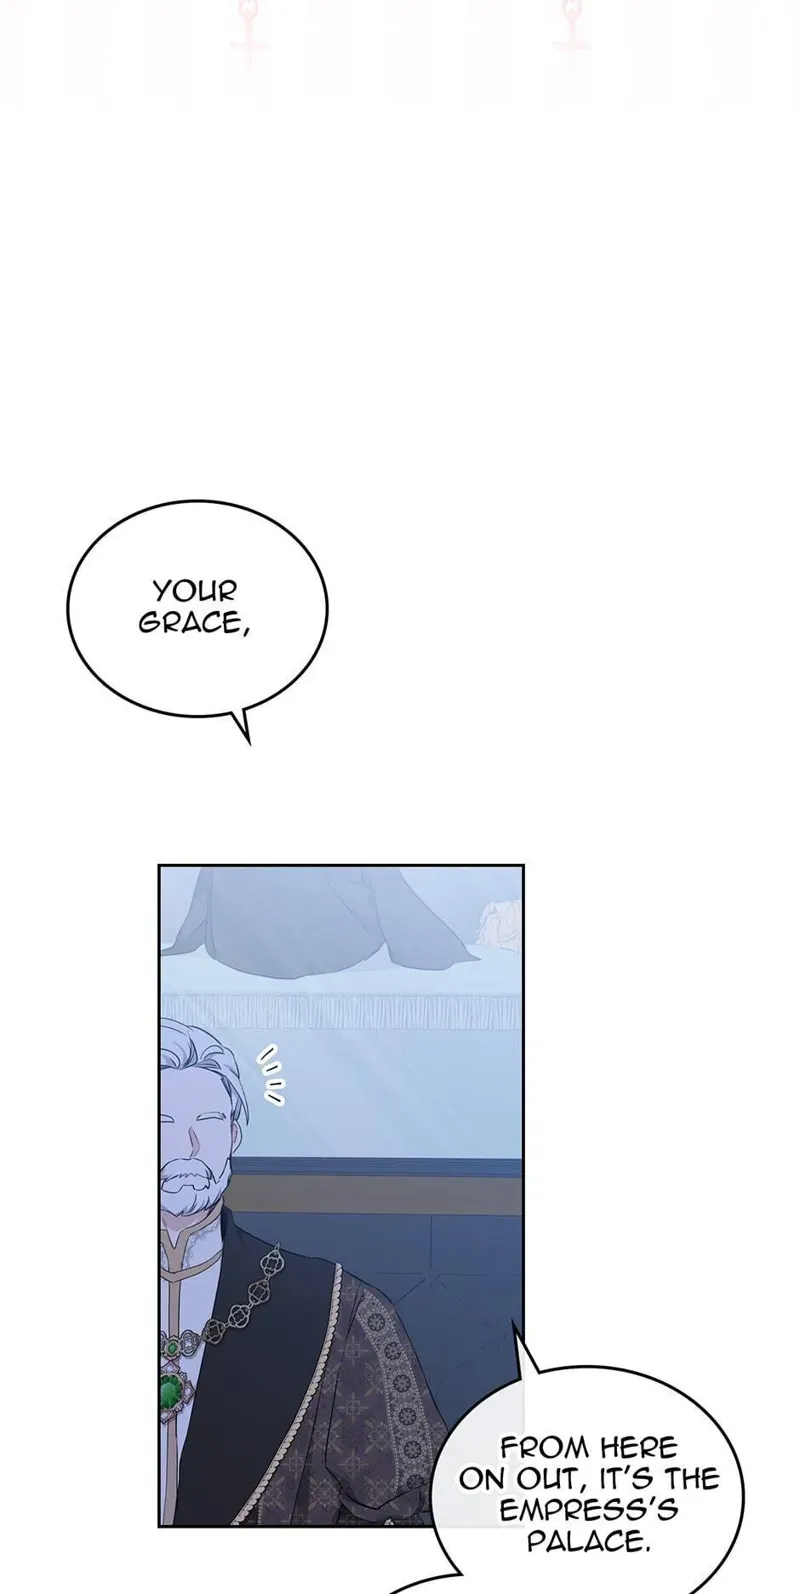 YOUR
GRACE,
FROM HERE
ON OUT, IT'S THE
EMPRESS'S
PALACE.